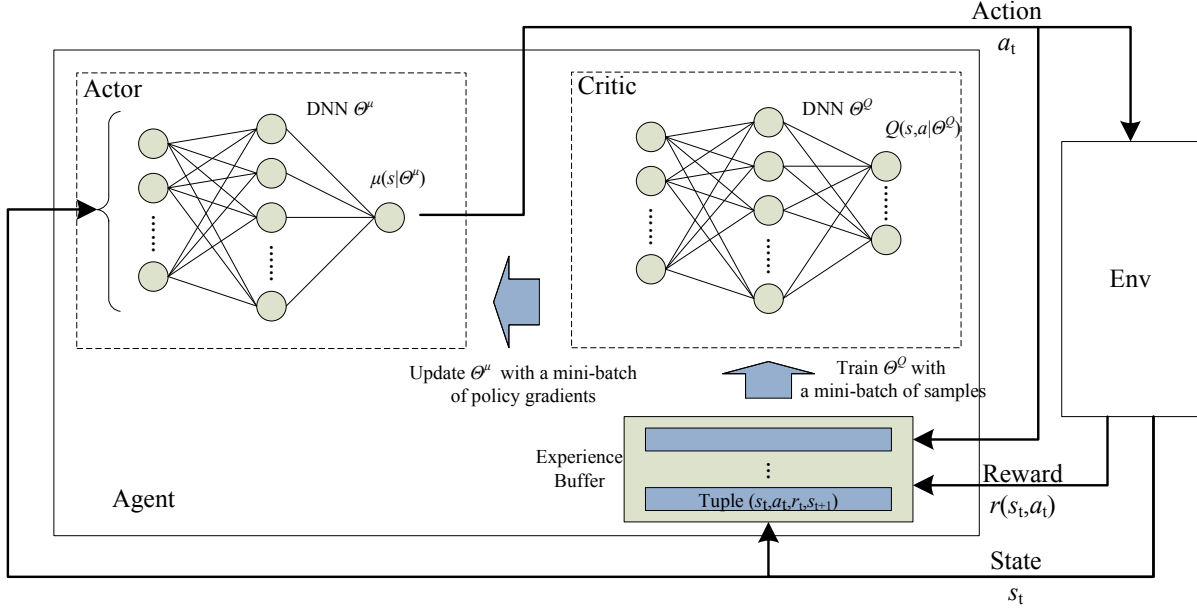 Action
a_t
Actor
DNN Θ^μ
μ(s|Θ^μ)
Critic
DNN Θ^Q
Q(s,a|Θ^Q)
Env
Update Θ^μ with a mini-batch
of policy gradients
Train Θ^Q with
a mini-batch of samples
Experience
Buffer
Tuple (s_t,a_t,r_t,s_{t+1})
Agent
Reward
r(s_t,a_t)
State
s_t